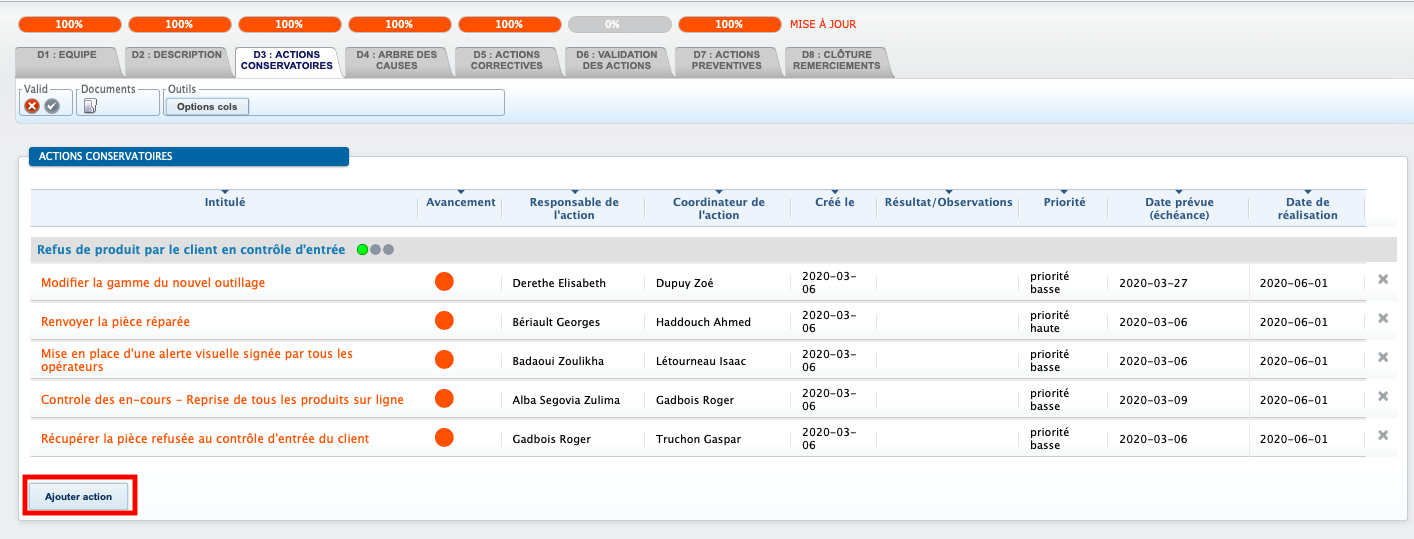 100% 100% 100% 100% 100% 0% 100% MISE À JOUR
D1 : EQUIPE
D2 : DESCRIPTION
D3 : ACTIONS
CONSERVATOIRES
D4 : ARBRE DES
CAUSES
D5 : ACTIONS
CORRECTIVES
D6 : VALIDATION
DES ACTIONS
D7 : ACTIONS
PREVENTIVES
D8 : CLÔTURE
REMERCIEMENTS
Valid
Documents
Outils
Options cols
ACTIONS CONSERVATOIRES
Intitulé
Avancement
Responsable de
l'action
Coordinateur de
l'action
Créé le
Résultat/Observations
Priorité
Date prévue
(échéance)
Date de
réalisation
Refus de produit par le client en contrôle d'entrée
Modifier la gamme du nouvel outillage
Derethe Elisabeth
Dupuy Zoé
2020-03-
06
priorité
basse
2020-03-27
2020-06-01
Renvoyer la pièce réparée
Bériault Georges
Haddouch Ahmed
2020-03-
06
priorité
haute
2020-03-06
2020-06-01
Mise en place d'une alerte visuelle signée par tous les
opérateurs
Badaoui Zoulikha
Létourneau Isaac
2020-03-
06
priorité
basse
2020-03-06
2020-06-01
Controle des en-cours - Reprise de tous les produits sur ligne
Alba Segovia Zulima
Gadbois Roger
2020-03-
06
priorité
basse
2020-03-09
2020-06-01
Récupérer la pièce refusée au contrôle d'entrée du client
Gadbois Roger
Truchon Gaspar
2020-03-
06
priorité
basse
2020-03-06
2020-06-01
Ajouter action